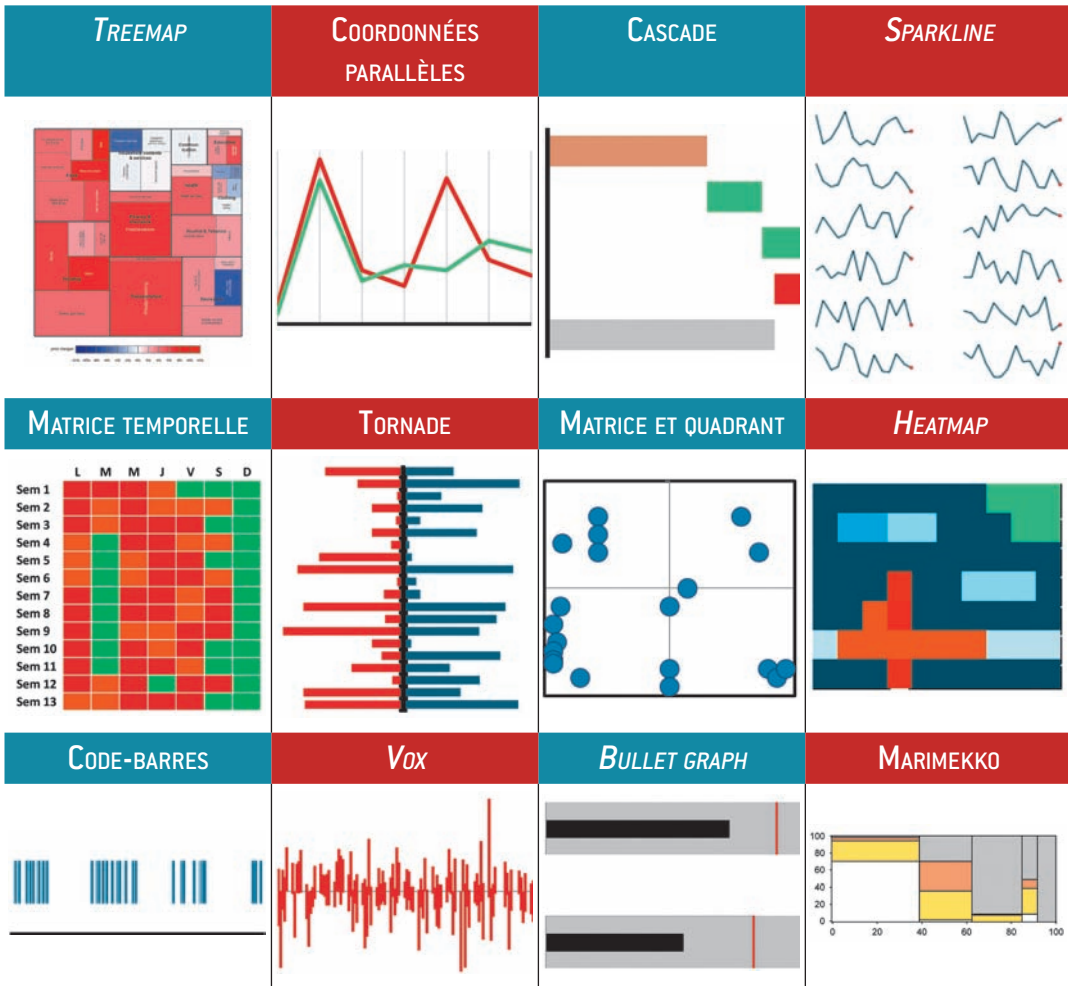 TREEMAP
COORDONNÉES
PARALLÈLES
CASCADE
SPARKLINE
MATRICE TEMPORELLE
TORNADE
MATRICE ET QUADRANT
HEATMAP
L M M J V S D
Sem 1
Sem 2
Sem 3
Sem 4
Sem 5
Sem 6
Sem 7
Sem 8
Sem 9
Sem 10
Sem 11
Sem 12
Sem 13
CODE-BARRES
VOX
BULLET GRAPH
MARIMEKKO
100
80
60
40
20
0
0 20 40 60 80 100